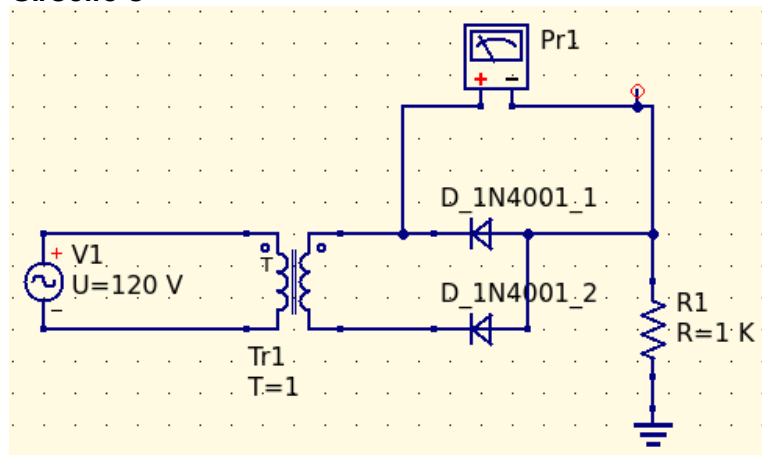 Pr1
+ −
D_1N4001_1
+ V1
T
U=120 V
−
D_1N4001_2
R1
R=1 K
Tr1
T=1